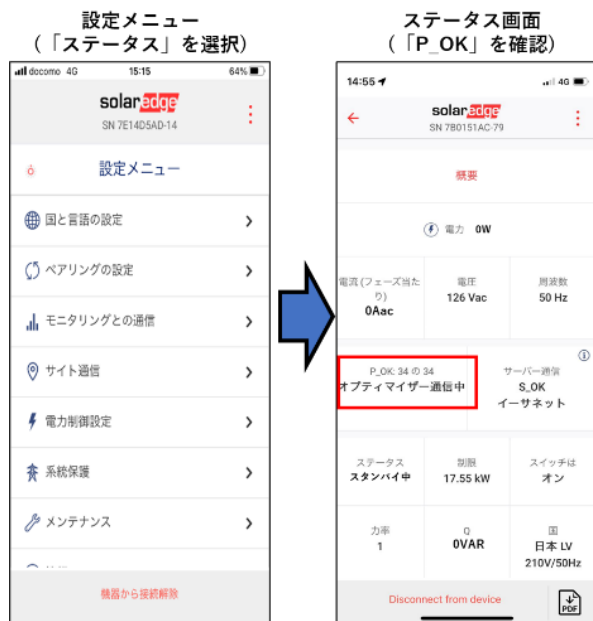 設定メニュー
（「ステータス」を選択）
docomo 4G 15:15 64%
solaredge
SN 7E14D5AD-14
設定メニュー
国と言語の設定
ペアリングの設定
モニタリングとの通信
サイト通信
電力制御設定
系統保護
メンテナンス
機器から接続解除
ステータス画面
（「P_OK」を確認）
14:55 4G
solaredge
SN 7B0151AC-79
概要
電力 0W
電流 (フェーズ当た
り)
0Aac
電圧
126 Vac
周波数
50 Hz
P_OK: 34 の 34
オプティマイザー通信中
サーバー通信
S_OK
イーサネット
ステータス
スタンバイ中
制限
17.55 kW
スイッチは
オン
力率
1
Q
0VAR
国
日本 LV
210V/50Hz
Disconnect from device
PDF